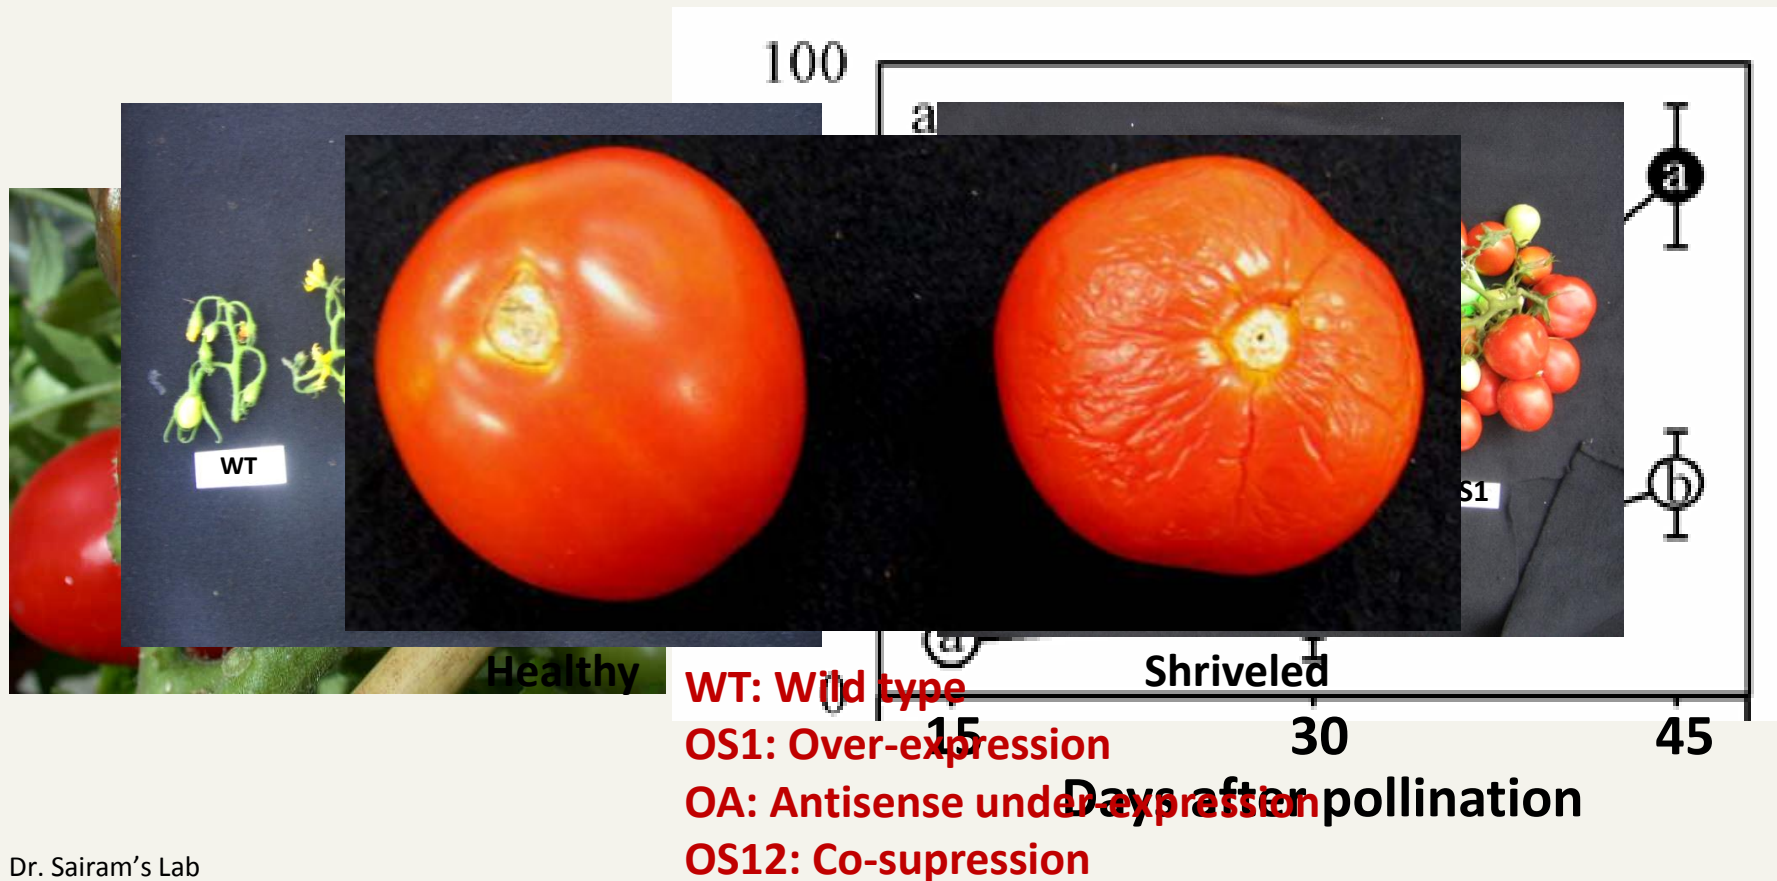 100
a
a
WT
S1
b
a
Healthy
Shriveled
0
WT: Wild type
OS1: Over-expression
15
30
45
OA: Antisense under-expression
Days after pollination
OS12: Co-supression
Dr. Sairam’s Lab